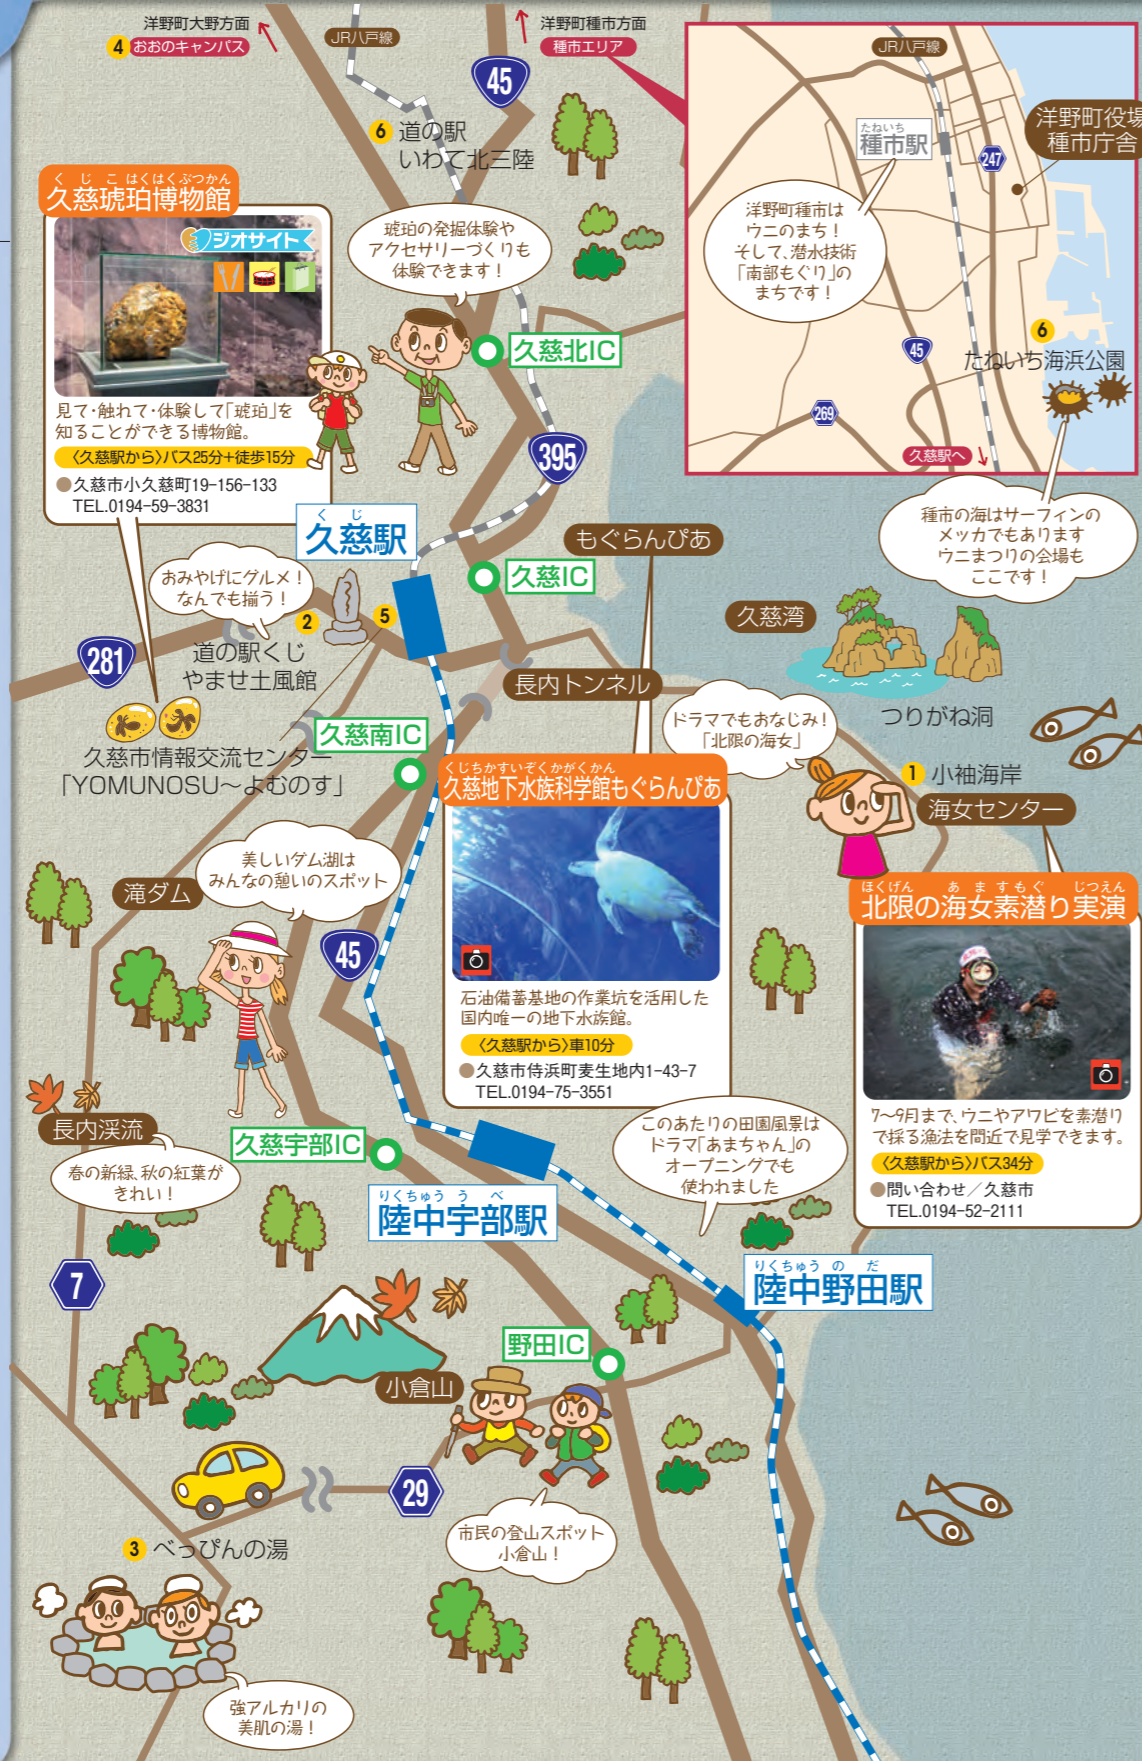 洋野町大野方面
4 おおのキャンパス
JR八戸線
洋野町種市方面
種市エリア
45
6 道の駅
いわて北三陸
JR八戸線
たねいち
種市駅
247
洋野町役場
種市庁舎
洋野町種市は
ウニのまち！
そして、潜水技術
「南部もぐり」の
まちです！
45
269
6
たねいち海浜公園
久慈駅へ
種市の海はサーフィンの
メッカでもあります
ウニまつりの会場も
ここです！
くじこはくはくぶつかん
久慈琥珀博物館
ジオサイト
見て・触れて・体験して「琥珀」を
知ることができる博物館。
〈久慈駅から〉バス25分+徒歩15分
●久慈市小久慈町19-156-133
TEL.0194-59-3831
琥珀の発掘体験や
アクセサリーづくりも
体験できます！
久慈北IC
395
くじ
久慈駅
久慈IC
もぐらんぴあ
おみやげにグルメ！
なんでも揃う！
2
5
281
道の駅くじ
やませ土風館
長内トンネル
久慈湾
つりがね洞
久慈南IC
久慈市情報交流センター
「YOMUNOSU〜よむのす」
ドラマでもおなじみ！
「北限の海女」
1 小袖海岸
海女センター
くじちかすいぞくかがくかん
久慈地下水族科学館もぐらんぴあ
石油備蓄基地の作業坑を活用した
国内唯一の地下水族館。
〈久慈駅から〉車10分
●久慈市侍浜町麦生地内1-43-7
TEL.0194-75-3551
ほくげん あますもぐ じつえん
北限の海女素潜り実演
7〜9月まで、ウニやアワビを素潜り
で採る漁法を間近で見学できます。
〈久慈駅から〉バス34分
●問い合わせ／久慈市
TEL.0194-52-2111
美しいダム湖は
みんなの憩いのスポット
滝ダム
45
長内渓流
春の新緑、秋の紅葉が
きれい！
久慈宇部IC
りくちゅううべ
陸中宇部駅
このあたりの田園風景は
ドラマ「あまちゃん」の
オープニングでも
使われました
りくちゅうのだ
陸中野田駅
7
野田IC
小倉山
29
市民の登山スポット
小倉山！
3 べっぴんの湯
強アルカリの
美肌の湯！